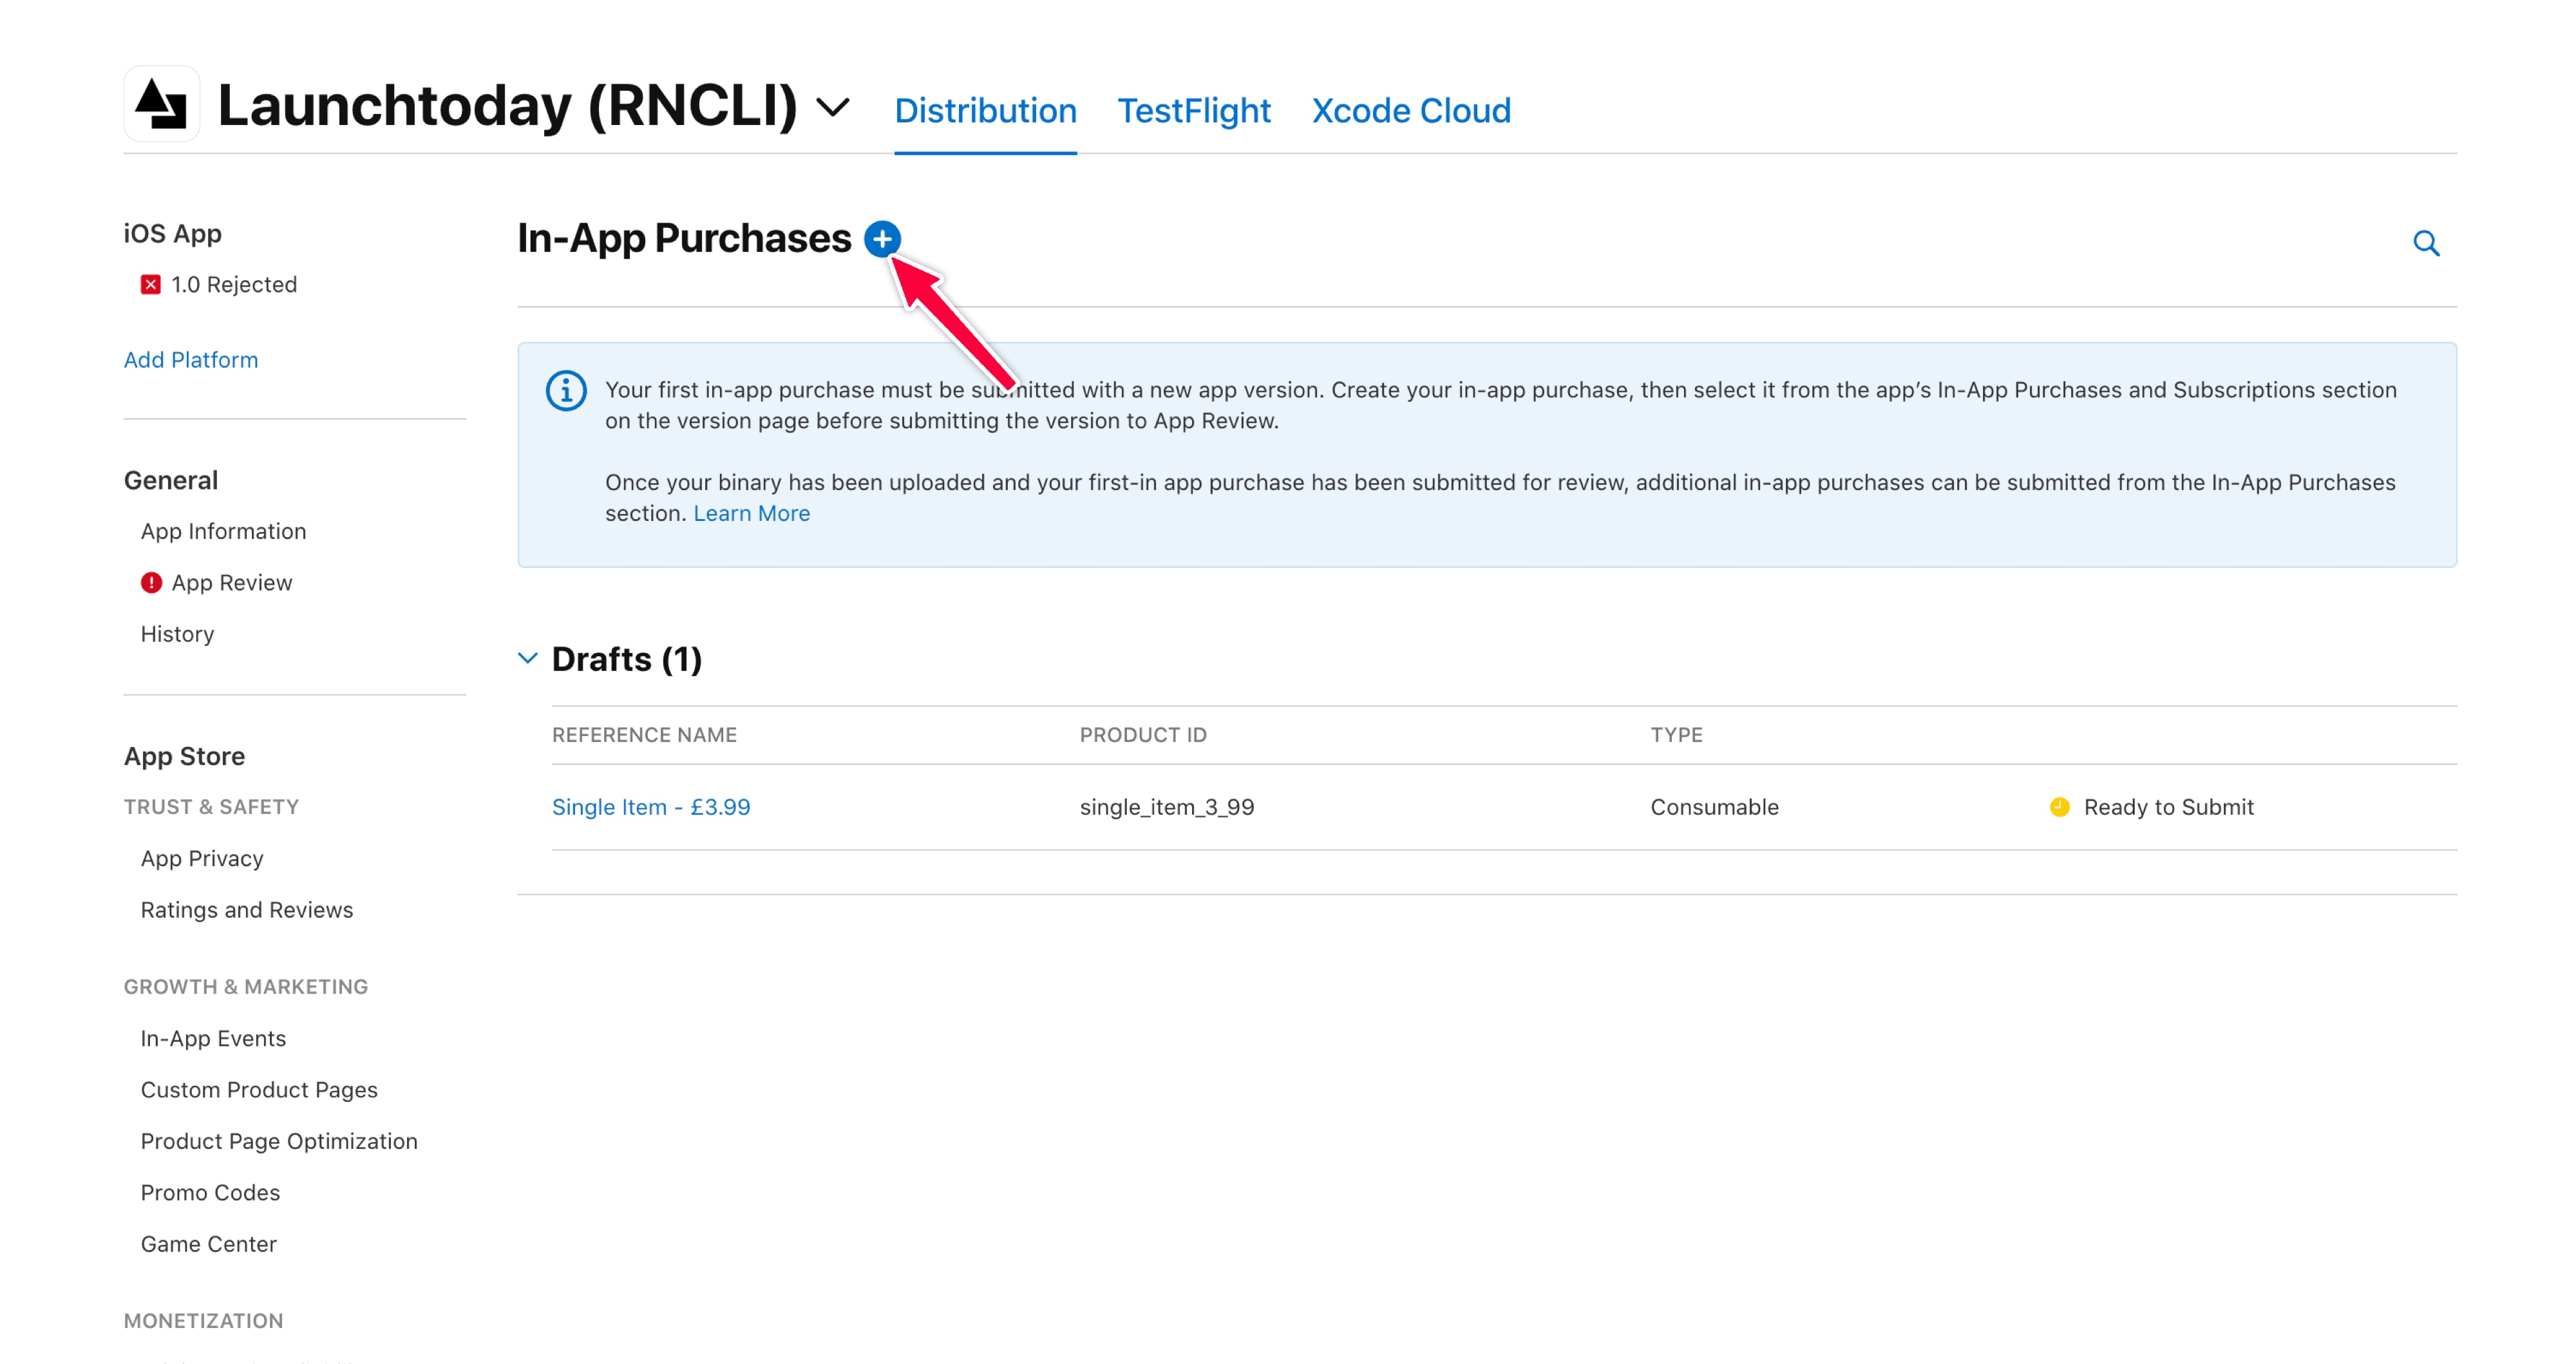 Launchtoday (RNCLI)
Distribution
TestFlight
Xcode Cloud
iOS App
1.0 Rejected
Add Platform
General
App Information
App Review
History
App Store
TRUST & SAFETY
App Privacy
Ratings and Reviews
GROWTH & MARKETING
In-App Events
Custom Product Pages
Product Page Optimization
Promo Codes
Game Center
MONETIZATION
In-App Purchases
Your first in-app purchase must be submitted with a new app version. Create your in-app purchase, then select it from the app’s In-App Purchases and Subscriptions section
on the version page before submitting the version to App Review.
Once your binary has been uploaded and your first-in app purchase has been submitted for review, additional in-app purchases can be submitted from the In-App Purchases
section. Learn More
Drafts (1)
REFERENCE NAME PRODUCT ID TYPE
Single Item - £3.99 single_item_3_99 Consumable Ready to Submit